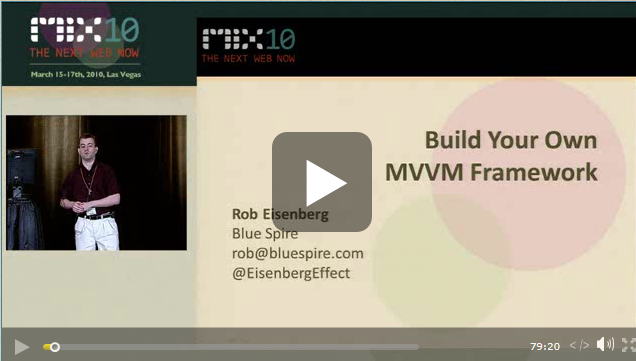 MIX10
THE NEXT WEB NOW
March 15-17th, 2010, Las Vegas
MIX10
THE NEXT WEB NOW
Build Your Own
MVVM Framework
Rob Eisenberg
Blue Spire
rob@bluespire.com
@EisenbergEffect
79:20 </>